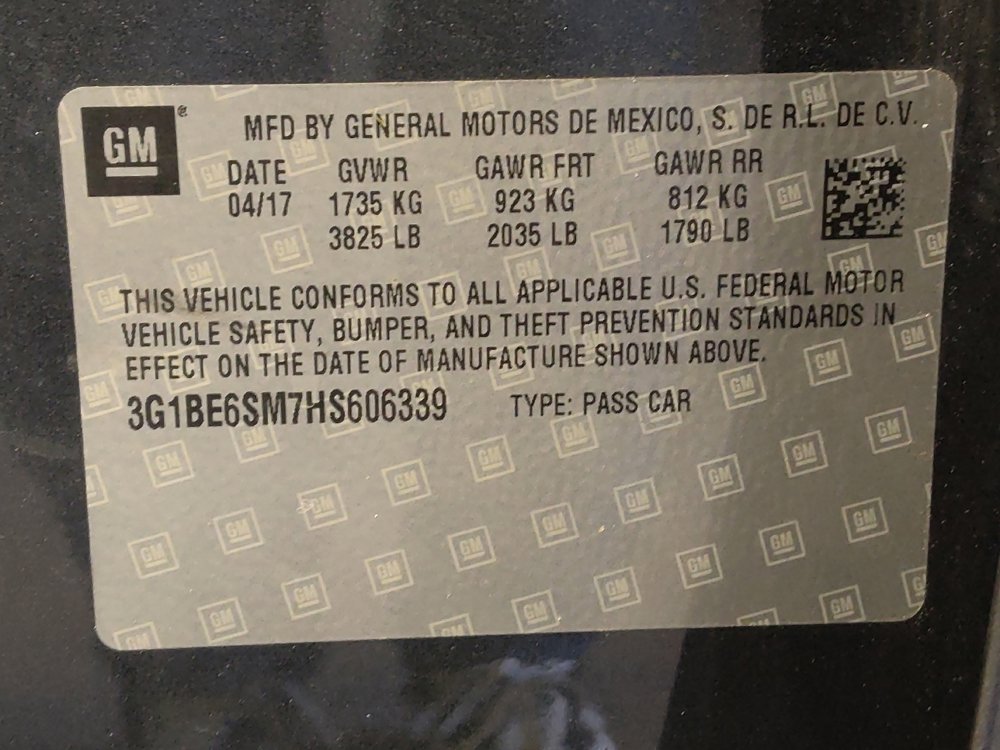 GM ®
MFD BY GENERAL MOTORS DE MEXICO, S. DE R.L. DE C.V.
DATE GVWR GAWR FRT GAWR RR
04/17 1735 KG 923 KG 812 KG
3825 LB 2035 LB 1790 LB
THIS VEHICLE CONFORMS TO ALL APPLICABLE U.S. FEDERAL MOTOR
VEHICLE SAFETY, BUMPER, AND THEFT PREVENTION STANDARDS IN
EFFECT ON THE DATE OF MANUFACTURE SHOWN ABOVE.
3G1BE6SM7HS606339 TYPE: PASS CAR